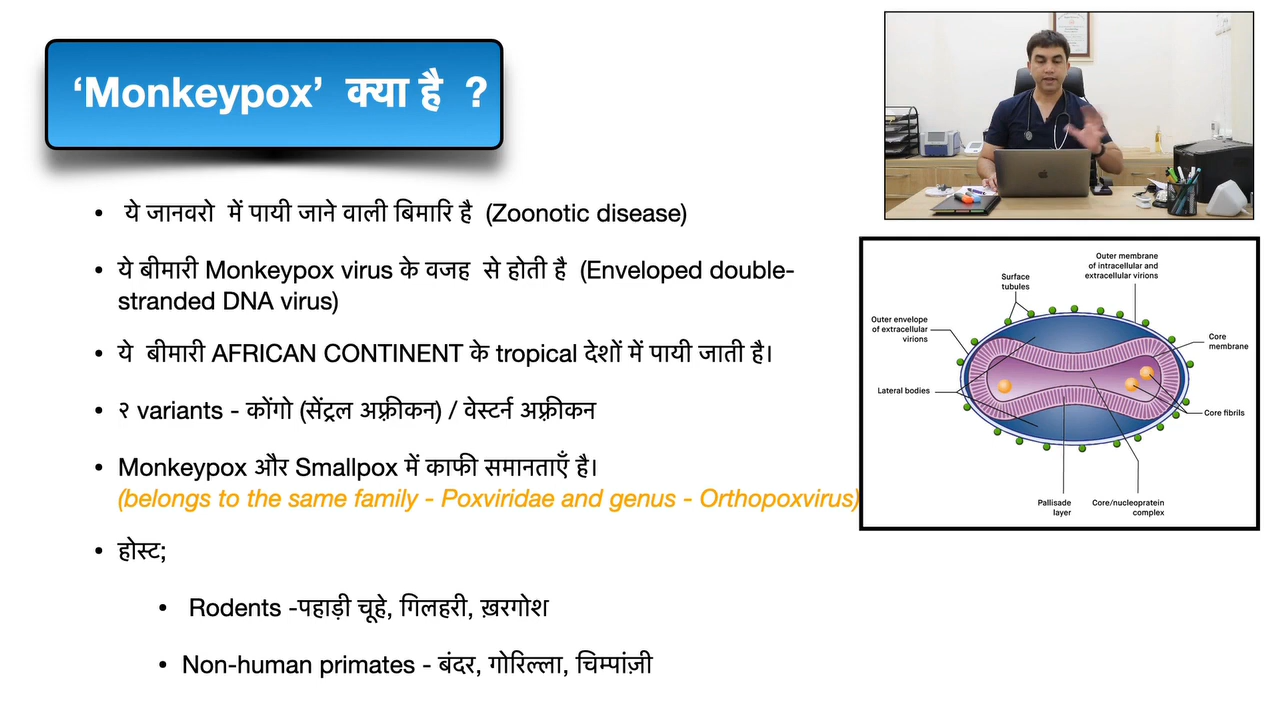 ‘Monkeypox’ क्या है ?
• ये जानवरो में पायी जाने वाली बिमारि है (Zoonotic disease)
• ये बीमारी Monkeypox virus के वजह से होती है (Enveloped double-
stranded DNA virus)
• ये बीमारी AFRICAN CONTINENT के tropical देशों में पायी जाती है।
• २ variants - कोंगो (सेंट्रल अफ़्रीकन) / वेस्टर्न अफ़्रीकन
• Monkeypox और Smallpox में काफी समानताएँ है।
(belongs to the same family - Poxviridae and genus - Orthopoxvirus)
• होस्ट;
• Rodents -पहाड़ी चूहे, गिलहरी, ख़रगोश
• Non-human primates - बंदर, गोरिल्ला, चिम्पांज़ी
Outer membrane
of intracellular and
extracellular virions
Surface
tubules
Outer envelope
of extracellular
virions
Core
membrane
Lateral bodies
Core fibrils
Pallisade
layer
Core/nucleopratein
complex